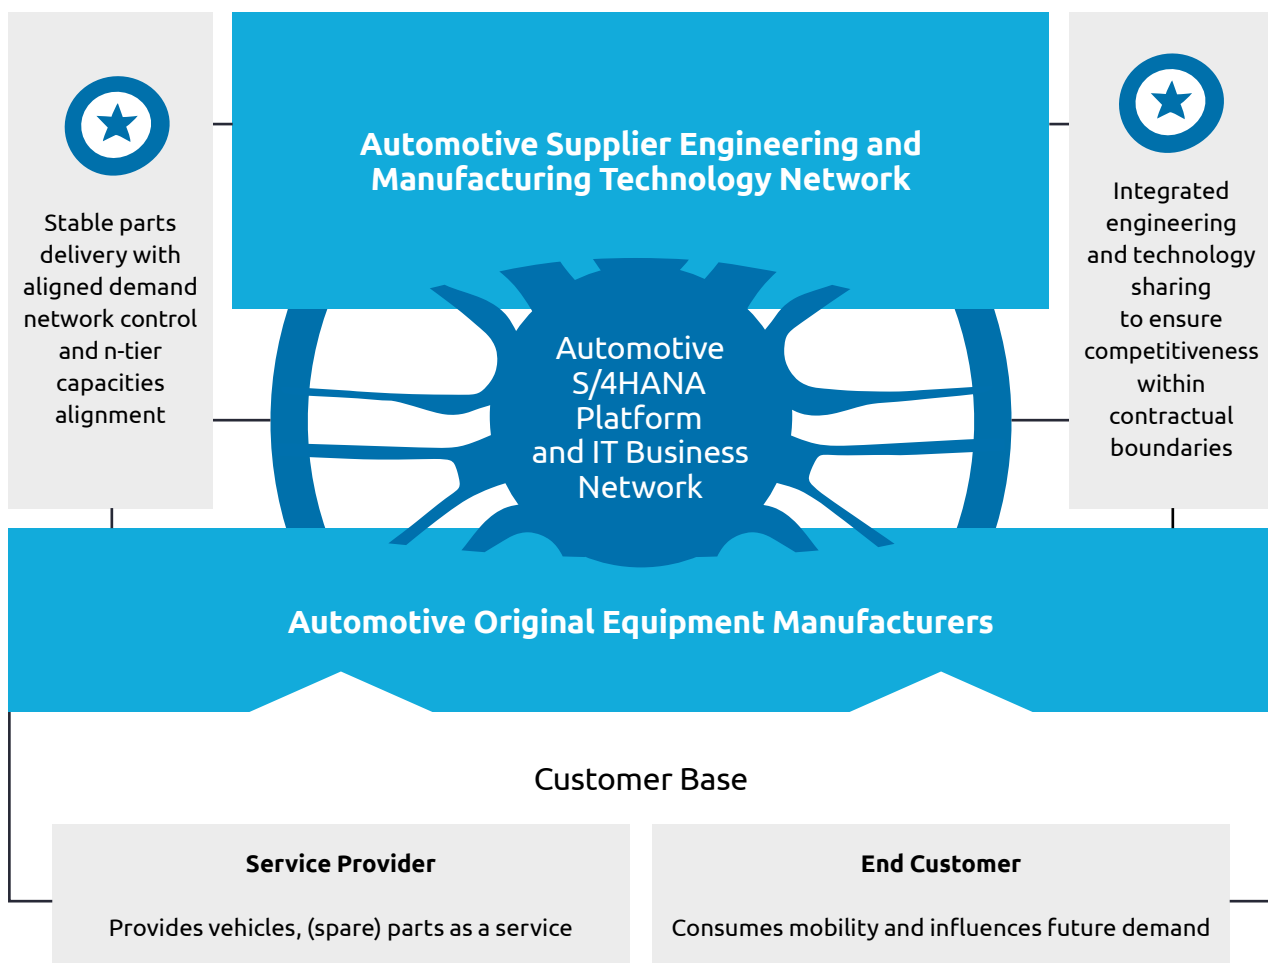 Automotive Supplier Engineering and
Manufacturing Technology Network
Stable parts
delivery with
aligned demand
network control
and n-tier
capacities
alignment
Integrated
engineering
and technology
sharing
to ensure
competitiveness
within
contractual
boundaries
Automotive
S/4HANA
Platform
and IT Business
Network
Automotive Original Equipment Manufacturers
Customer Base
Service Provider
Provides vehicles, (spare) parts as a service
End Customer
Consumes mobility and influences future demand